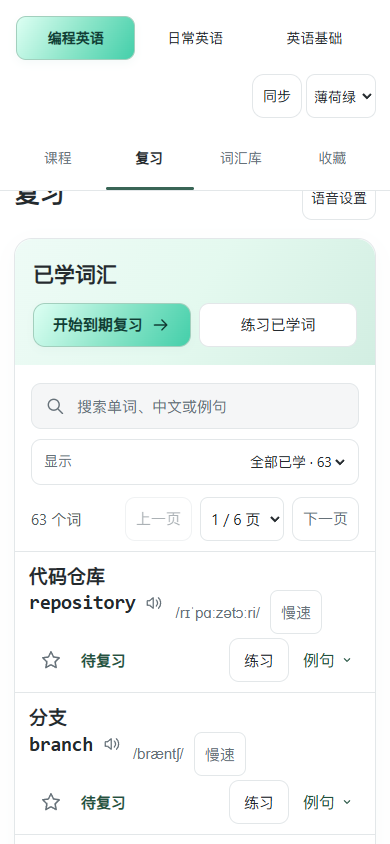 编程英语 日常英语 英语基础
同步 薄荷绿
课程 复习 词汇库 收藏
复习 语音设置
已学词汇
开始到期复习 → 练习已学词
搜索单词、中文或例句
显示 全部已学 · 63
63 个词 上一页 1 / 6 页 下一页
代码仓库
repository /rɪˈpɑːzətɔːri/ 慢速
待复习 练习 例句
分支
branch /bræntʃ/ 慢速
待复习 练习 例句